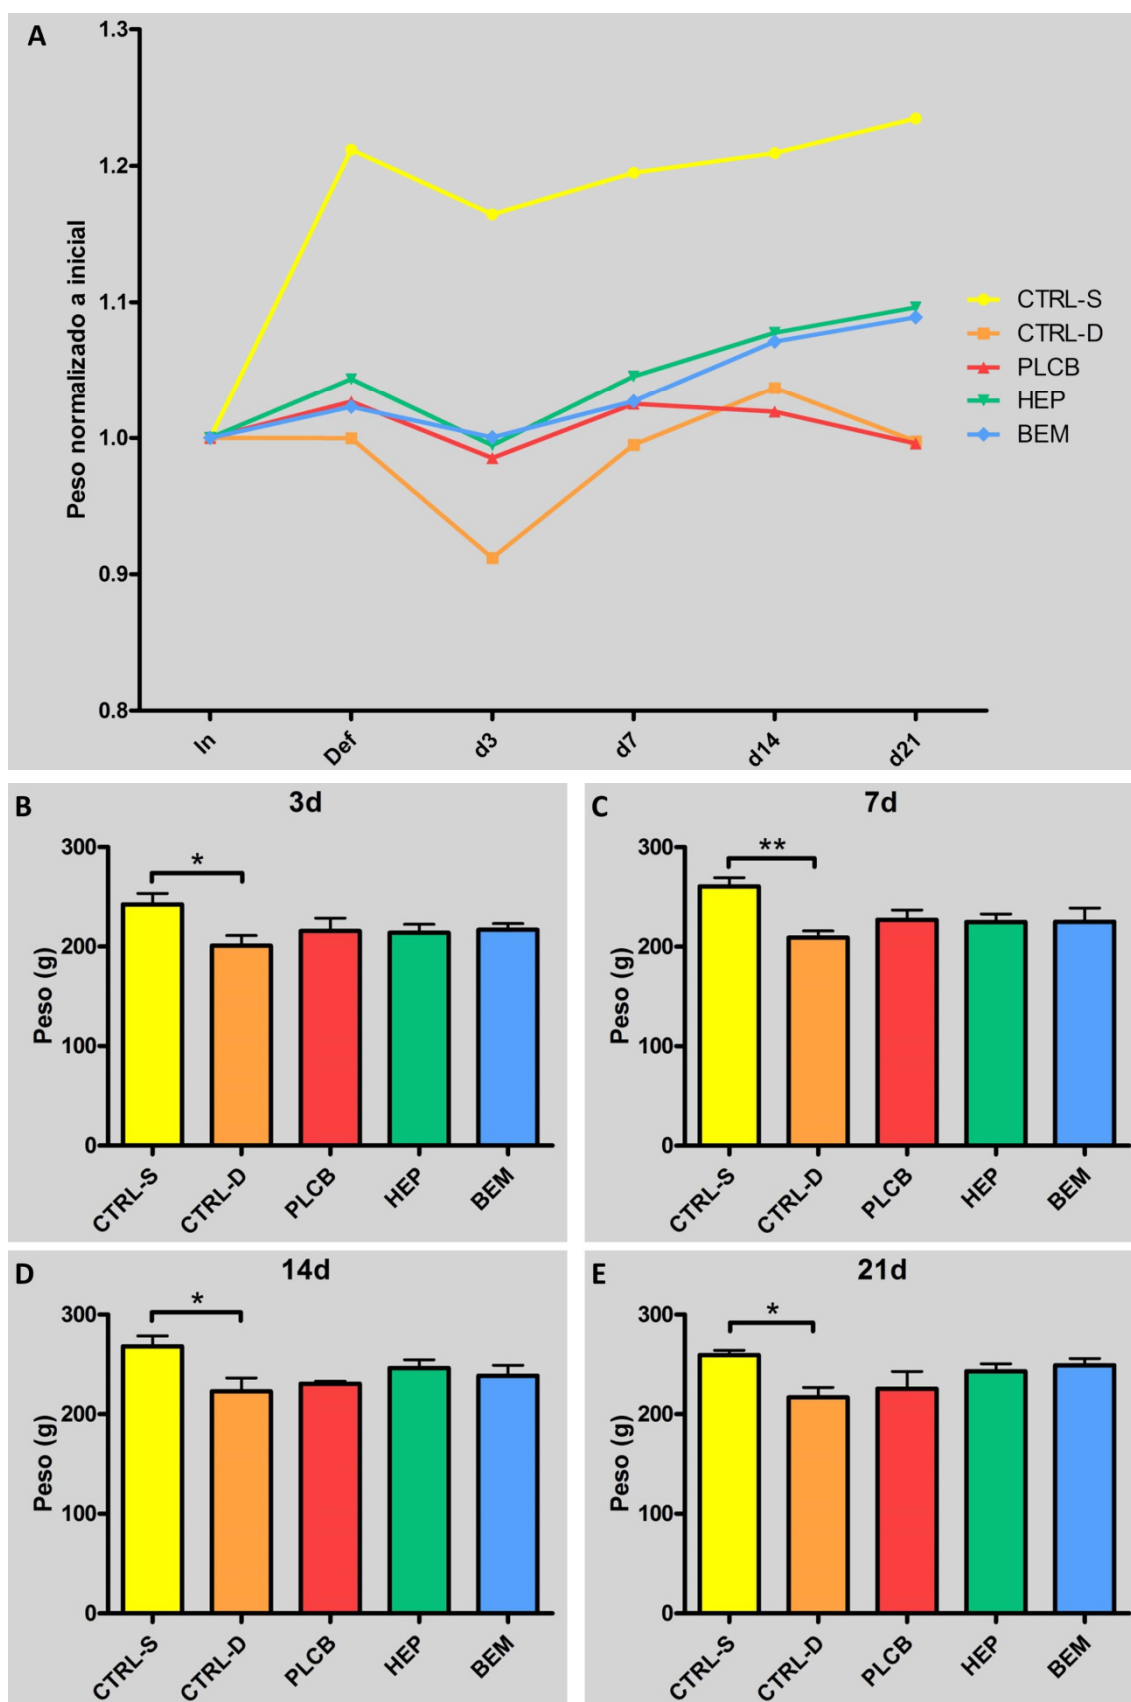 A
1.3
1.2
1.1
1.0
0.9
0.8
Peso normalizado a inicial
In
Def
d3
d7
d14
d21
CTRL-S
CTRL-D
PLCB
HEP
BEM
B
3d
300
200
100
0
Peso (g)
*
CTRL-S
CTRL-D
PLCB
HEP
BEM
C
7d
300
200
100
0
Peso (g)
**
CTRL-S
CTRL-D
PLCB
HEP
BEM
D
14d
300
200
100
0
Peso (g)
*
CTRL-S
CTRL-D
PLCB
HEP
BEM
E
21d
300
200
100
0
Peso (g)
*
CTRL-S
CTRL-D
PLCB
HEP
BEM